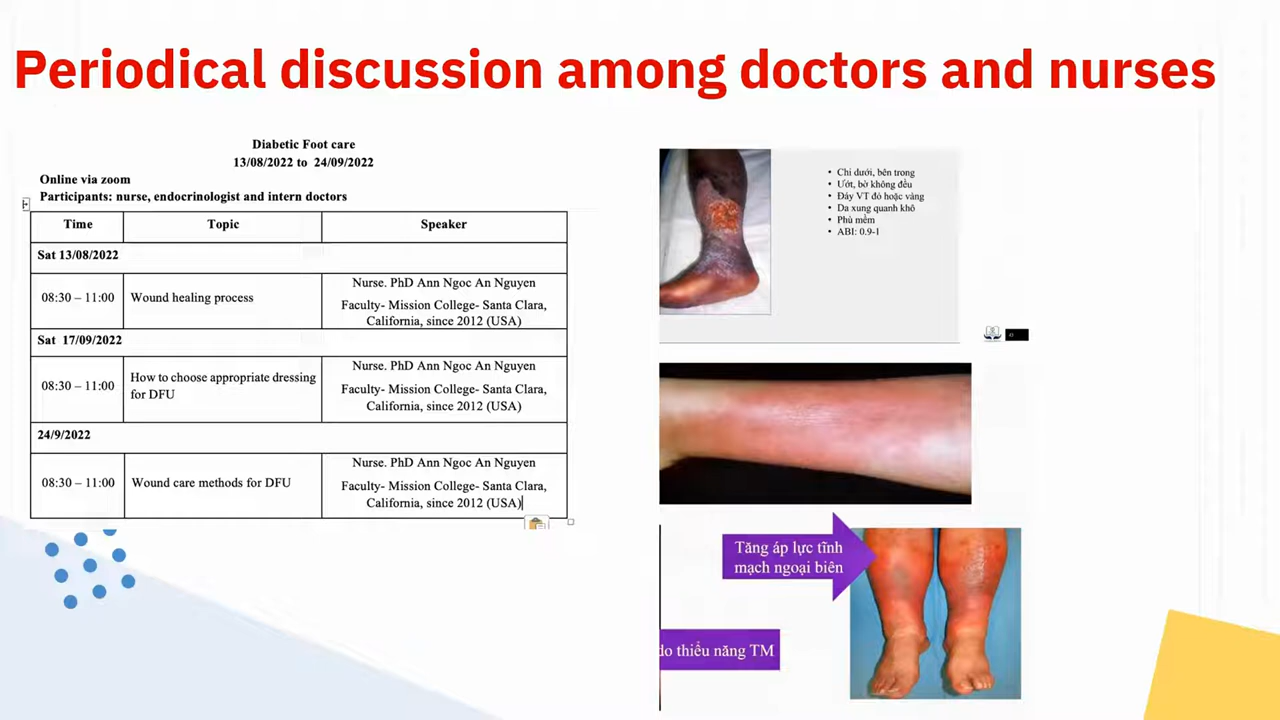 Periodical discussion among doctors and nurses
Diabetic Foot care
13/08/2022 to 24/09/2022
Online via zoom
Participants: nurse, endocrinologist and intern doctors
Time Topic Speaker
Sat 13/08/2022
08:30 – 11:00 Wound healing process
Nurse. PhD Ann Ngoc An Nguyen
Faculty- Mission College- Santa Clara,
California, since 2012 (USA)
Sat 17/09/2022
08:30 – 11:00
How to choose appropriate dressing
for DFU
Nurse. PhD Ann Ngoc An Nguyen
Faculty- Mission College- Santa Clara,
California, since 2012 (USA)
24/9/2022
08:30 – 11:00 Wound care methods for DFU
Nurse. PhD Ann Ngoc An Nguyen
Faculty- Mission College- Santa Clara,
California, since 2012 (USA)
• Chi dưới, bên trong
• Ướt, bờ không đều
• Đáy VT đỏ hoặc vàng
• Da xung quanh khô
• Phù mềm
• ABI: 0.9-1
Tăng áp lực tĩnh
mạch ngoại biên
do thiểu năng TM